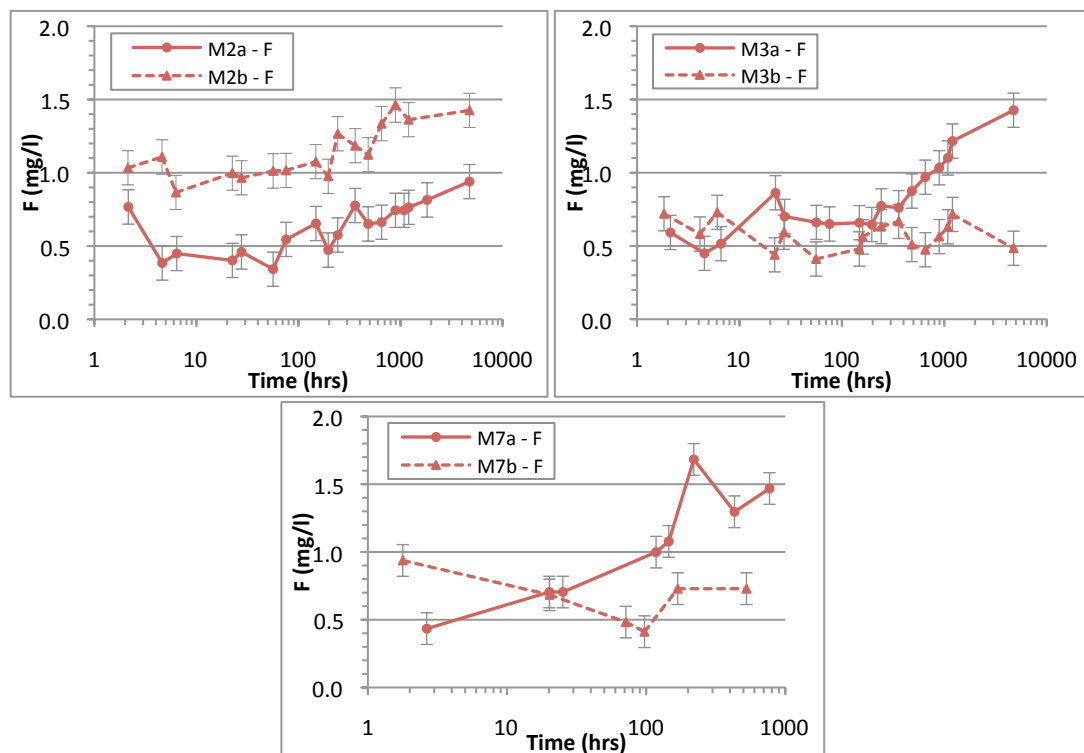 2.0
1.5
1.0
0.5
0.0
F (mg/l)
M2a - F
M2b - F
1 10 100 1000 10000
Time (hrs)
2.0
1.5
1.0
0.5
0.0
F (mg/l)
M3a - F
M3b - F
1 10 100 1000 10000
Time (hrs)
2.0
1.5
1.0
0.5
0.0
F (mg/l)
M7a - F
M7b - F
1 10 100 1000
Time (hrs)